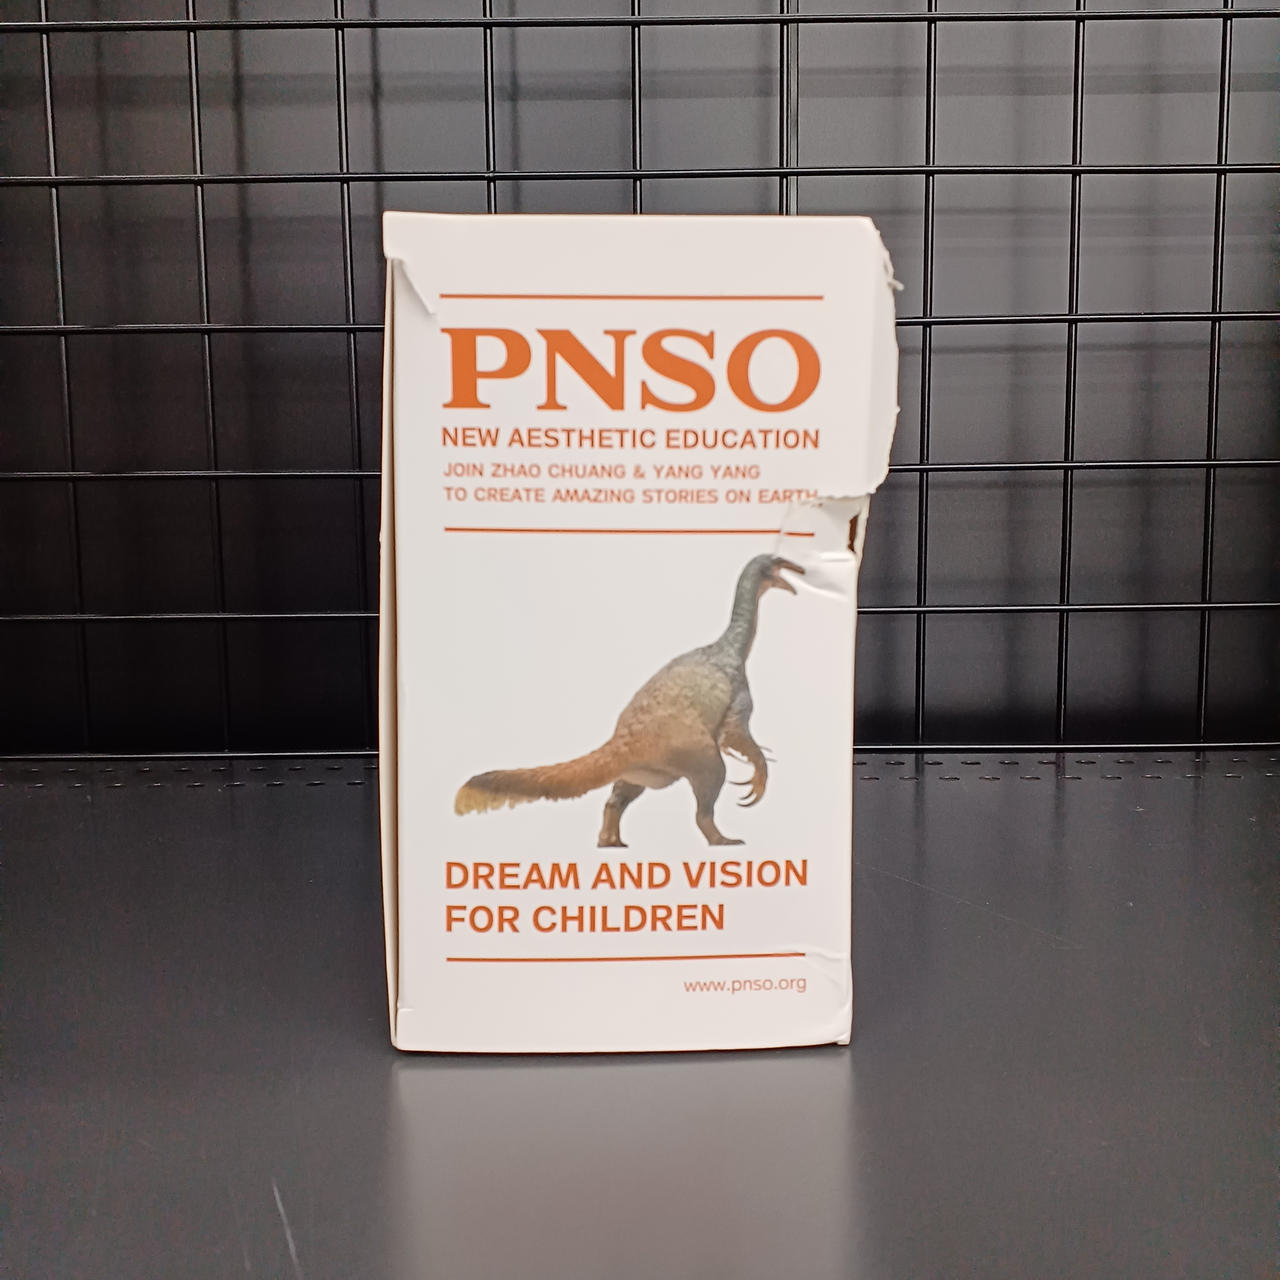 PNSO
NEW AESTHETIC EDUCATION
JOIN ZHAO CHUANG & YANG YANG
TO CREATE AMAZING STORIES ON EARTH
DREAM AND VISION
FOR CHILDREN
www.pnso.org